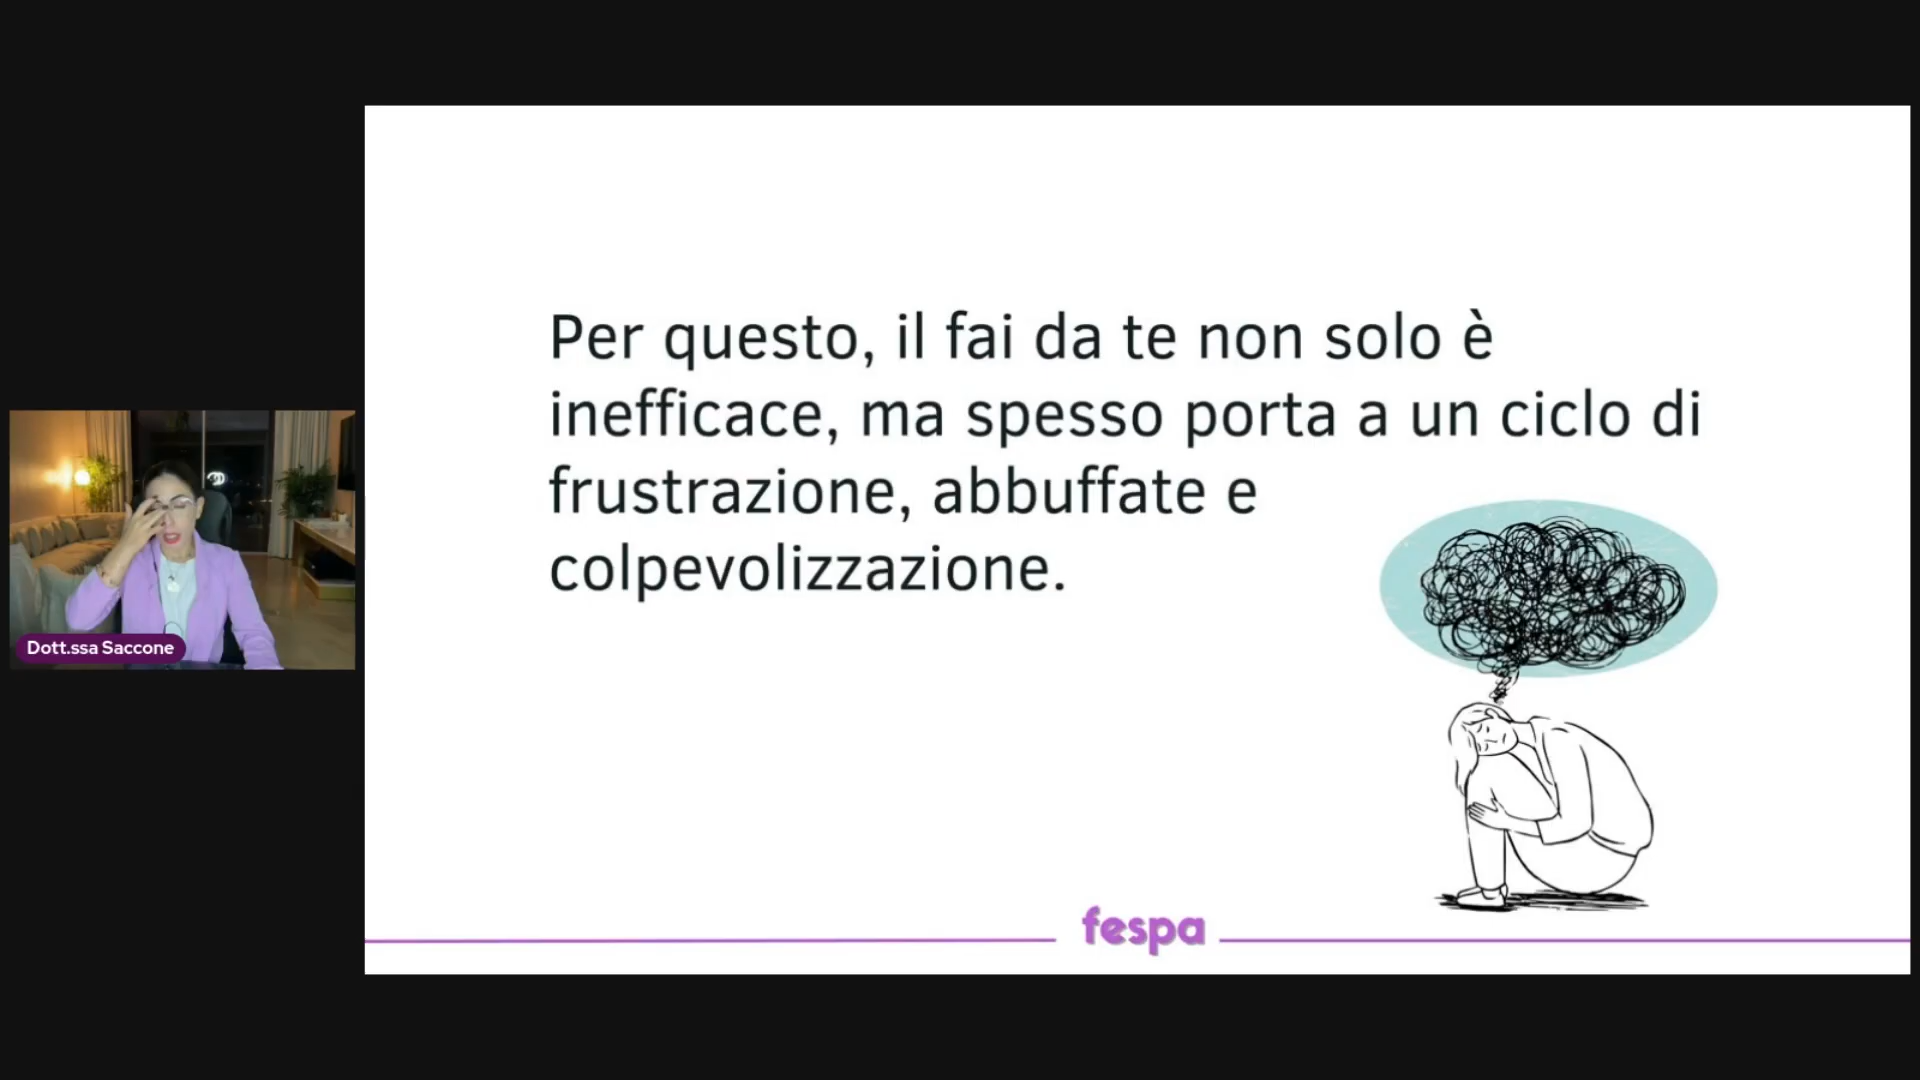 Per questo, il fai da te non solo è
inefficace, ma spesso porta a un ciclo di
frustrazione, abbuffate e
colpevolizzazione.
Dott.ssa Saccone
fespa